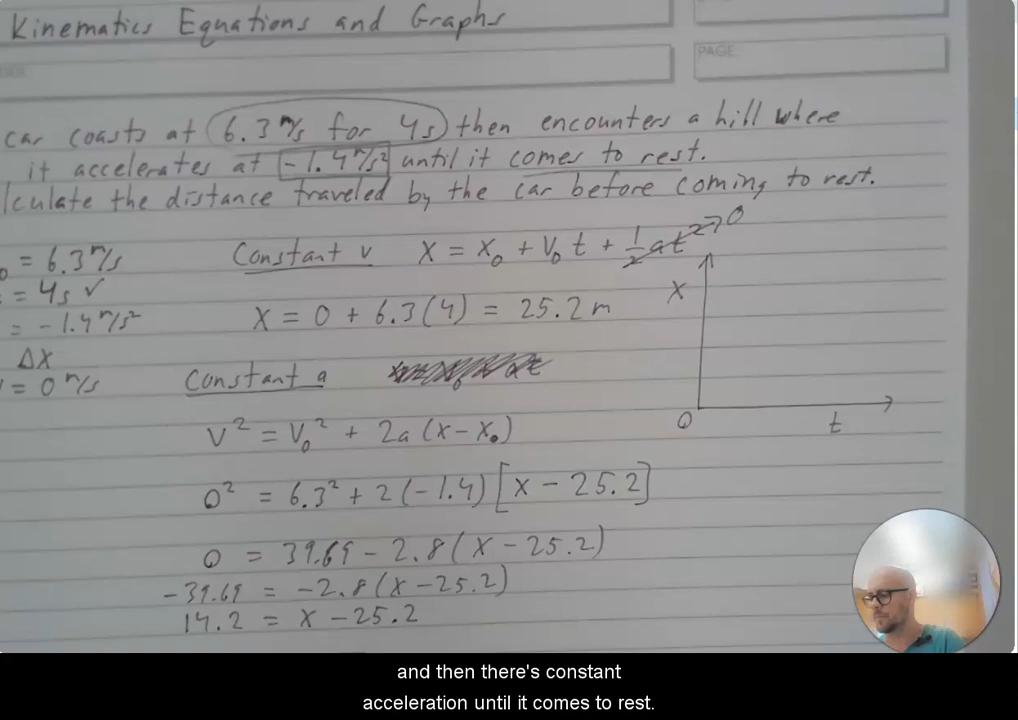 Kinematics Equations and Graphs
PAGE
car coasts at 6.3 m/s for 4s then encounters a hill where
it accelerates at -1.4 m/s² until it comes to rest.
lculate the distance traveled by the car before coming to rest.
0 = 6.3 m/s
Constant v
X = X₀ + V₀t + ½at² → 0
= 4s ✓
= -1.4 m/s²
X = 0 + 6.3(4) = 25.2 m
X
ΔX
= 0 m/s
Constant a
0
t
V² = V₀² + 2a(X-X₀)
0² = 6.3² + 2(-1.4)[X - 25.2]
0 = 39.69 - 2.8(X - 25.2)
-39.69 = -2.8(X - 25.2)
14.2 = X - 25.2
and then there's constant
acceleration until it comes to rest.